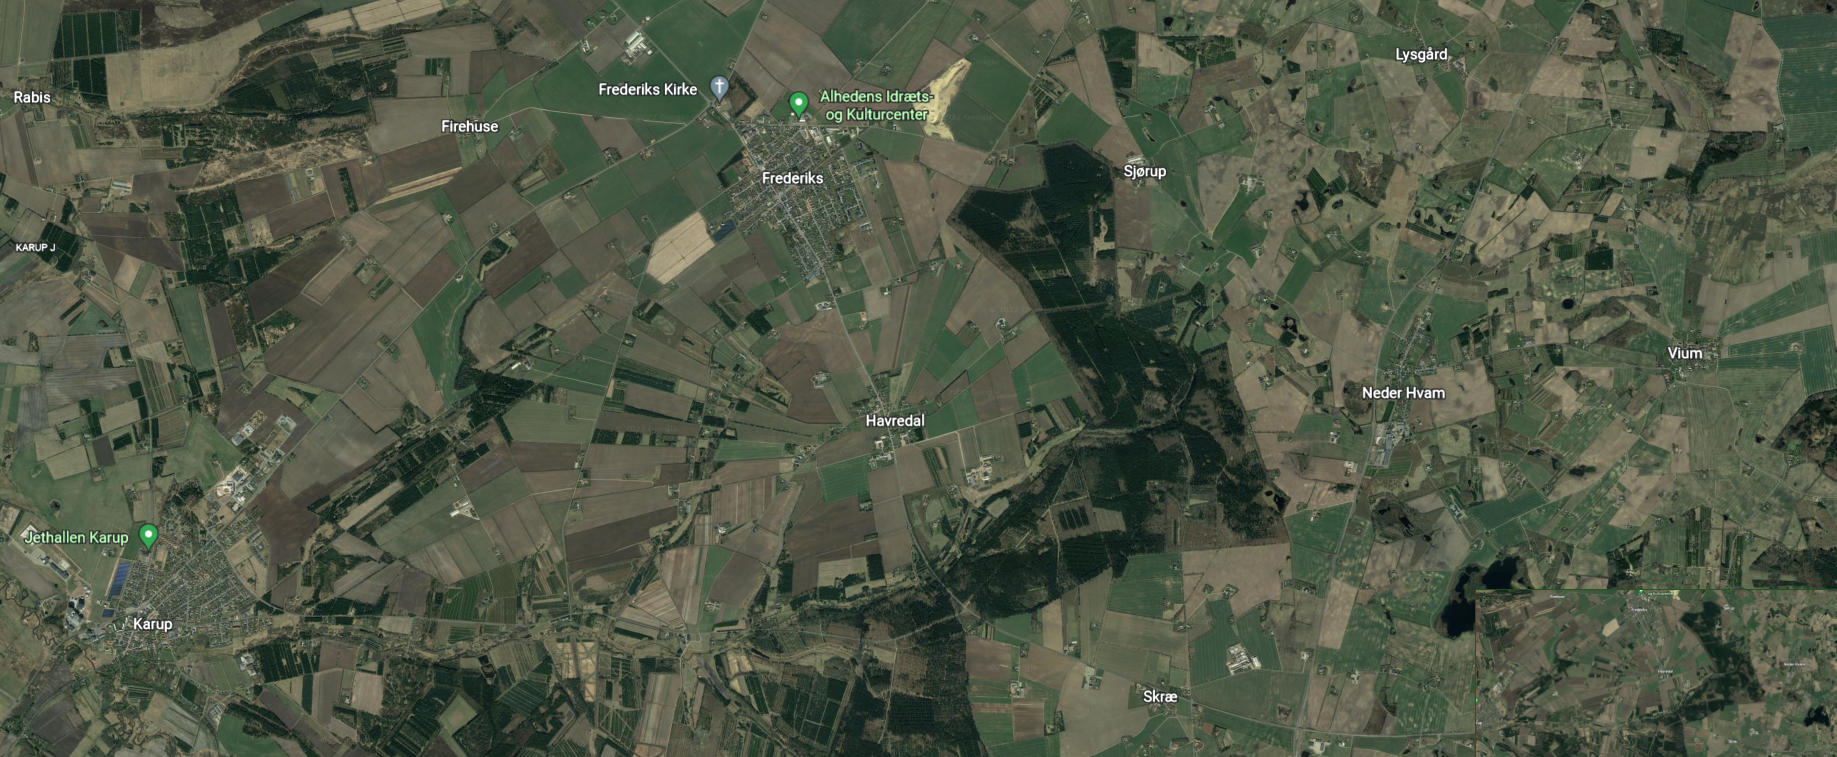 Lysgård
Rabis
Frederiks Kirke
Alhedens Idræts-
og Kulturcenter
Firehuse
Sjørup
Frederiks
KARUP J
Vium
Neder Hvam
Havredal
Jethallen Karup
Karup
Skræ